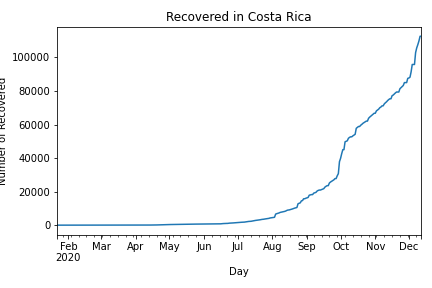 Recovered in Costa Rica
Number of Recovered
100000
80000
60000
40000
20000
0
Feb Mar Apr May Jun Jul Aug Sep Oct Nov Dec
2020
Day